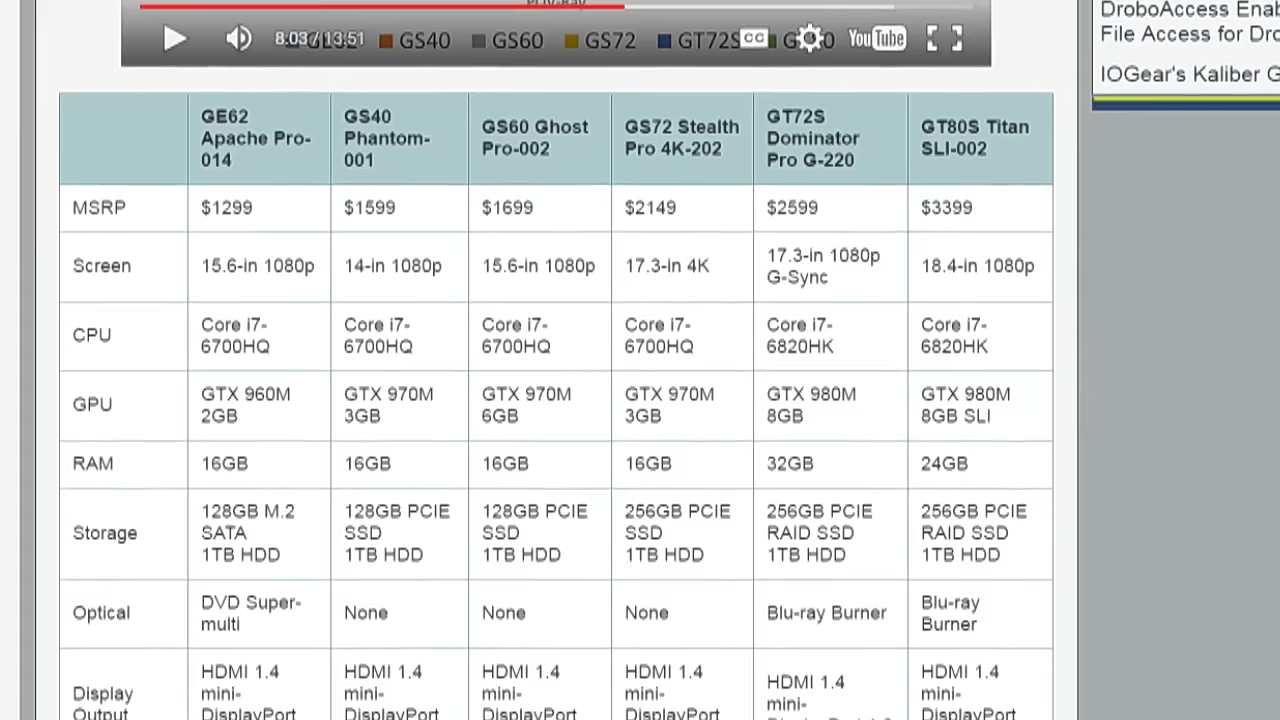 DroboAccess
File Access for
IOGear's Kaliber
8:03 / 13:51 GS40 GS60 GS72 GT72S CC YouTube
GE62 Apache Pro-014
GS40 Phantom-001
GS60 Ghost Pro-002
GS72 Stealth Pro 4K-202
GT72S Dominator Pro G-220
GT80S Titan SLI-002
MSRP $1299 $1599 $1699 $2149 $2599 $3399
Screen 15.6-in 1080p 14-in 1080p 15.6-in 1080p 17.3-in 4K 17.3-in 1080p G-Sync 18.4-in 1080p
CPU Core i7-6700HQ Core i7-6700HQ Core i7-6700HQ Core i7-6700HQ Core i7-6820HK Core i7-6820HK
GPU GTX 960M 2GB GTX 970M 3GB GTX 970M 6GB GTX 970M 3GB GTX 980M 8GB GTX 980M 8GB SLI
RAM 16GB 16GB 16GB 16GB 32GB 24GB
Storage 128GB M.2 SATA 1TB HDD 128GB PCIE SSD 1TB HDD 128GB PCIE SSD 1TB HDD 256GB PCIE SSD 1TB HDD 256GB PCIE RAID SSD 1TB HDD 256GB PCIE RAID SSD 1TB HDD
Optical DVD Super-multi None None None Blu-ray Burner Blu-ray Burner
Display Output HDMI 1.4 mini-DisplayPort HDMI 1.4 mini-DisplayPort HDMI 1.4 mini-DisplayPort HDMI 1.4 mini-DisplayPort HDMI 1.4 mini- HDMI 1.4 mini-DisplayPort